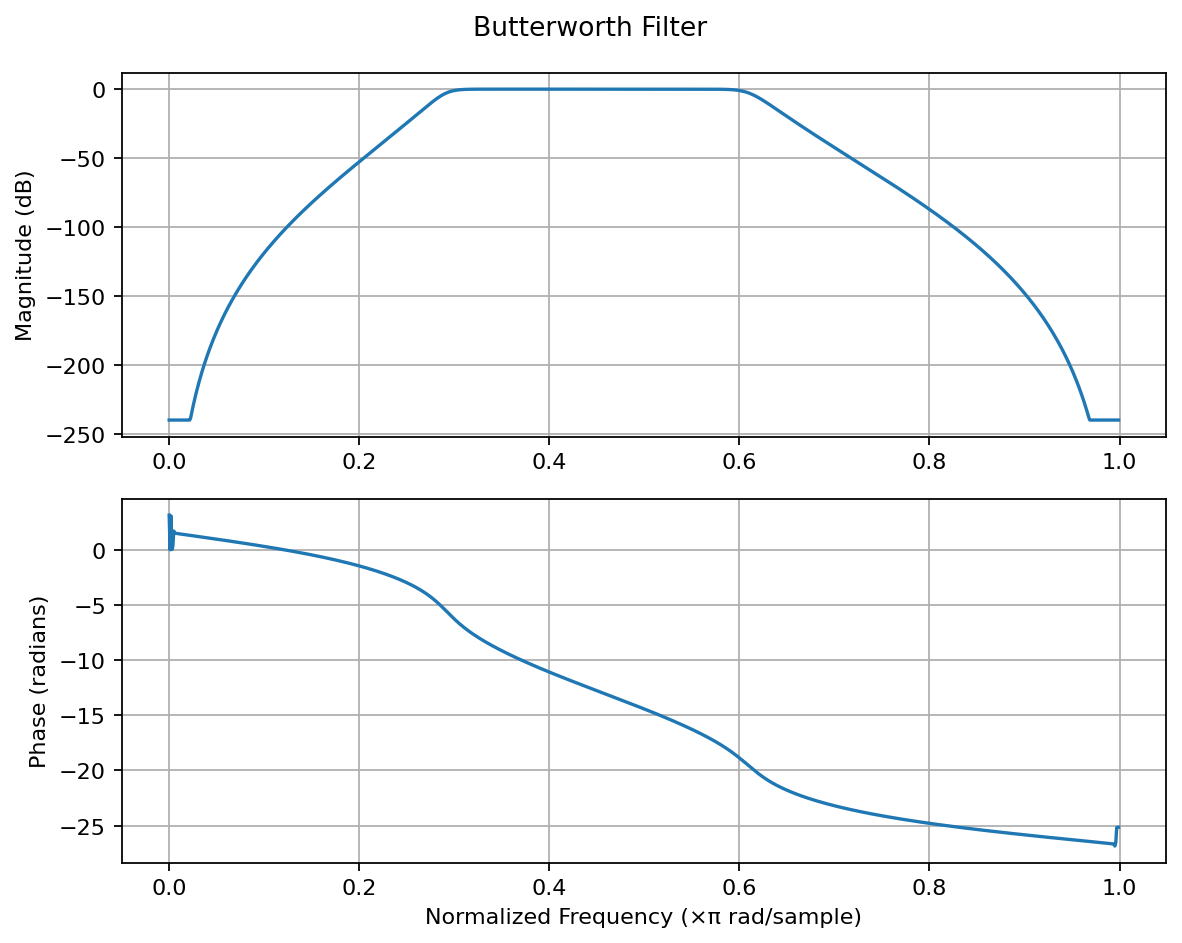 Butterworth Filter
0
−50
−100
−150
−200
−250
Magnitude (dB)
0.0 0.2 0.4 0.6 0.8 1.0
0
−5
−10
−15
−20
−25
Phase (radians)
0.0 0.2 0.4 0.6 0.8 1.0
Normalized Frequency (×π rad/sample)